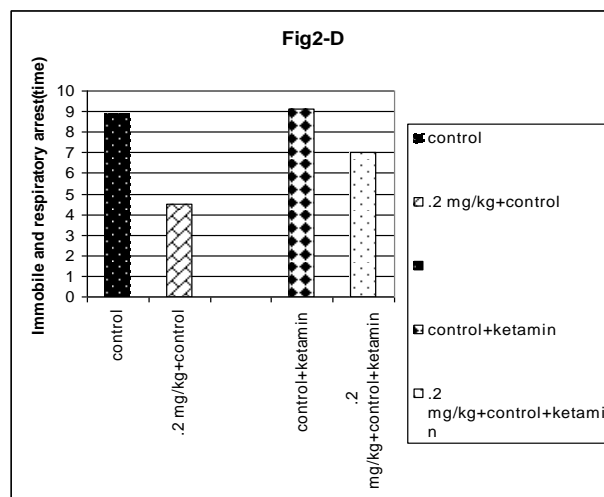 Fig2-D
Immobile and respiratory arrest(time)
10
9
8
7
6
5
4
3
2
1
0
control
.2 mg/kg+control
control+ketamin
.2
mg/kg+control+ketamin
control
.2 mg/kg+control
control+ketamin
.2
mg/kg+control+ketami
n